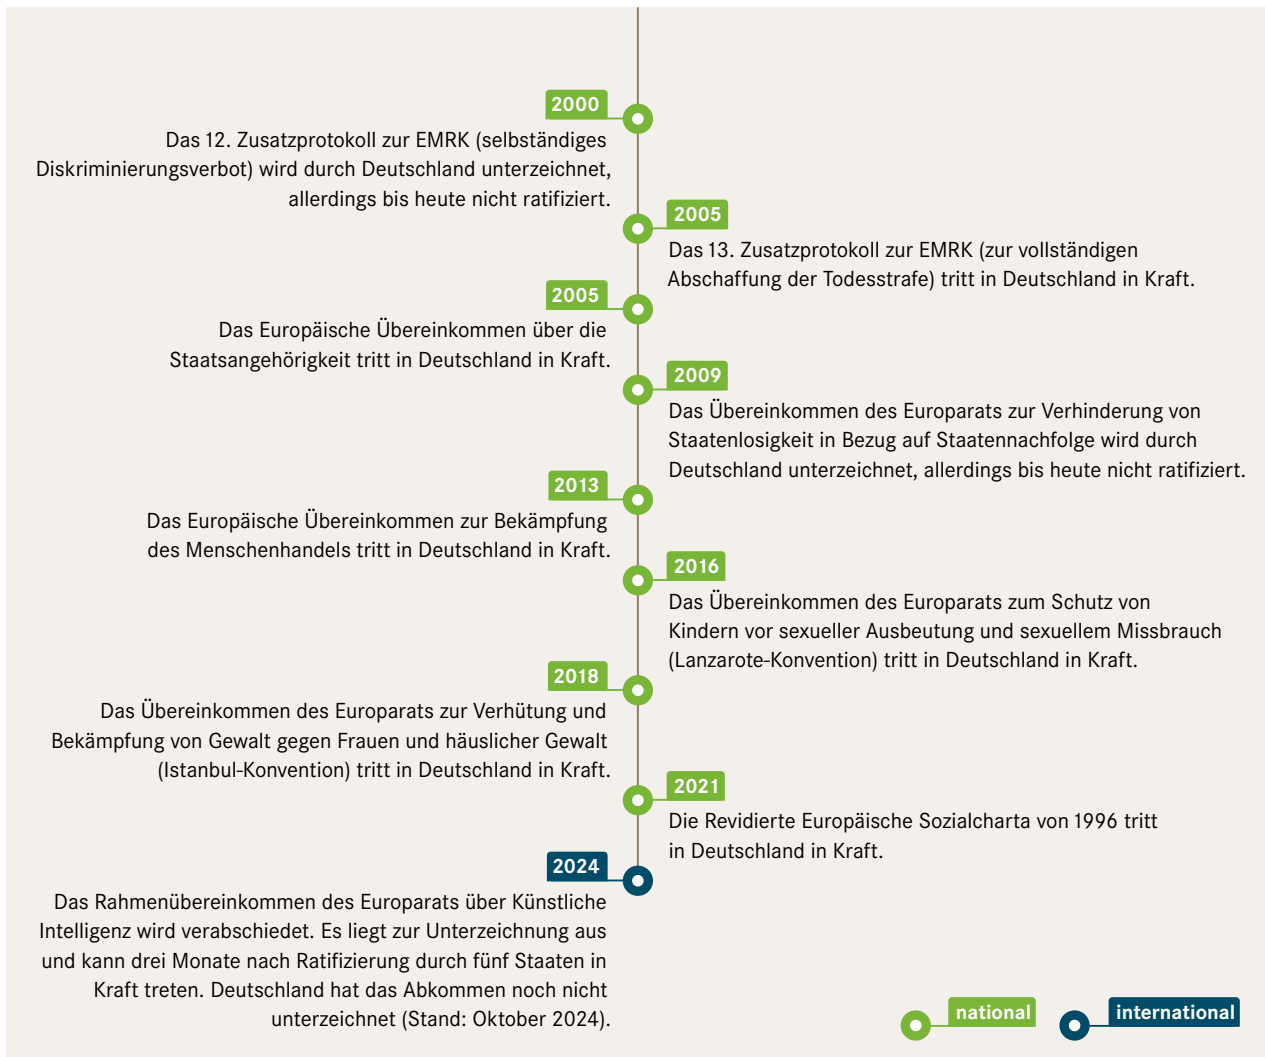 2000
Das 12. Zusatzprotokoll zur EMRK (selbständiges
Diskriminierungsverbot) wird durch Deutschland unterzeichnet,
allerdings bis heute nicht ratifiziert.
2005
Das 13. Zusatzprotokoll zur EMRK (zur vollständigen
Abschaffung der Todesstrafe) tritt in Deutschland in Kraft.
2005
Das Europäische Übereinkommen über die
Staatsangehörigkeit tritt in Deutschland in Kraft.
2009
Das Übereinkommen des Europarats zur Verhinderung von
Staatenlosigkeit in Bezug auf Staatennachfolge wird durch
Deutschland unterzeichnet, allerdings bis heute nicht ratifiziert.
2013
Das Europäische Übereinkommen zur Bekämpfung
des Menschenhandels tritt in Deutschland in Kraft.
2016
Das Übereinkommen des Europarats zum Schutz von
Kindern vor sexueller Ausbeutung und sexuellem Missbrauch
(Lanzarote-Konvention) tritt in Deutschland in Kraft.
2018
Das Übereinkommen des Europarats zur Verhütung und
Bekämpfung von Gewalt gegen Frauen und häuslicher Gewalt
(Istanbul-Konvention) tritt in Deutschland in Kraft.
2021
Die Revidierte Europäische Sozialcharta von 1996 tritt
in Deutschland in Kraft.
2024
Das Rahmenübereinkommen des Europarats über Künstliche
Intelligenz wird verabschiedet. Es liegt zur Unterzeichnung aus
und kann drei Monate nach Ratifizierung durch fünf Staaten in
Kraft treten. Deutschland hat das Abkommen noch nicht
unterzeichnet (Stand: Oktober 2024).
national
international